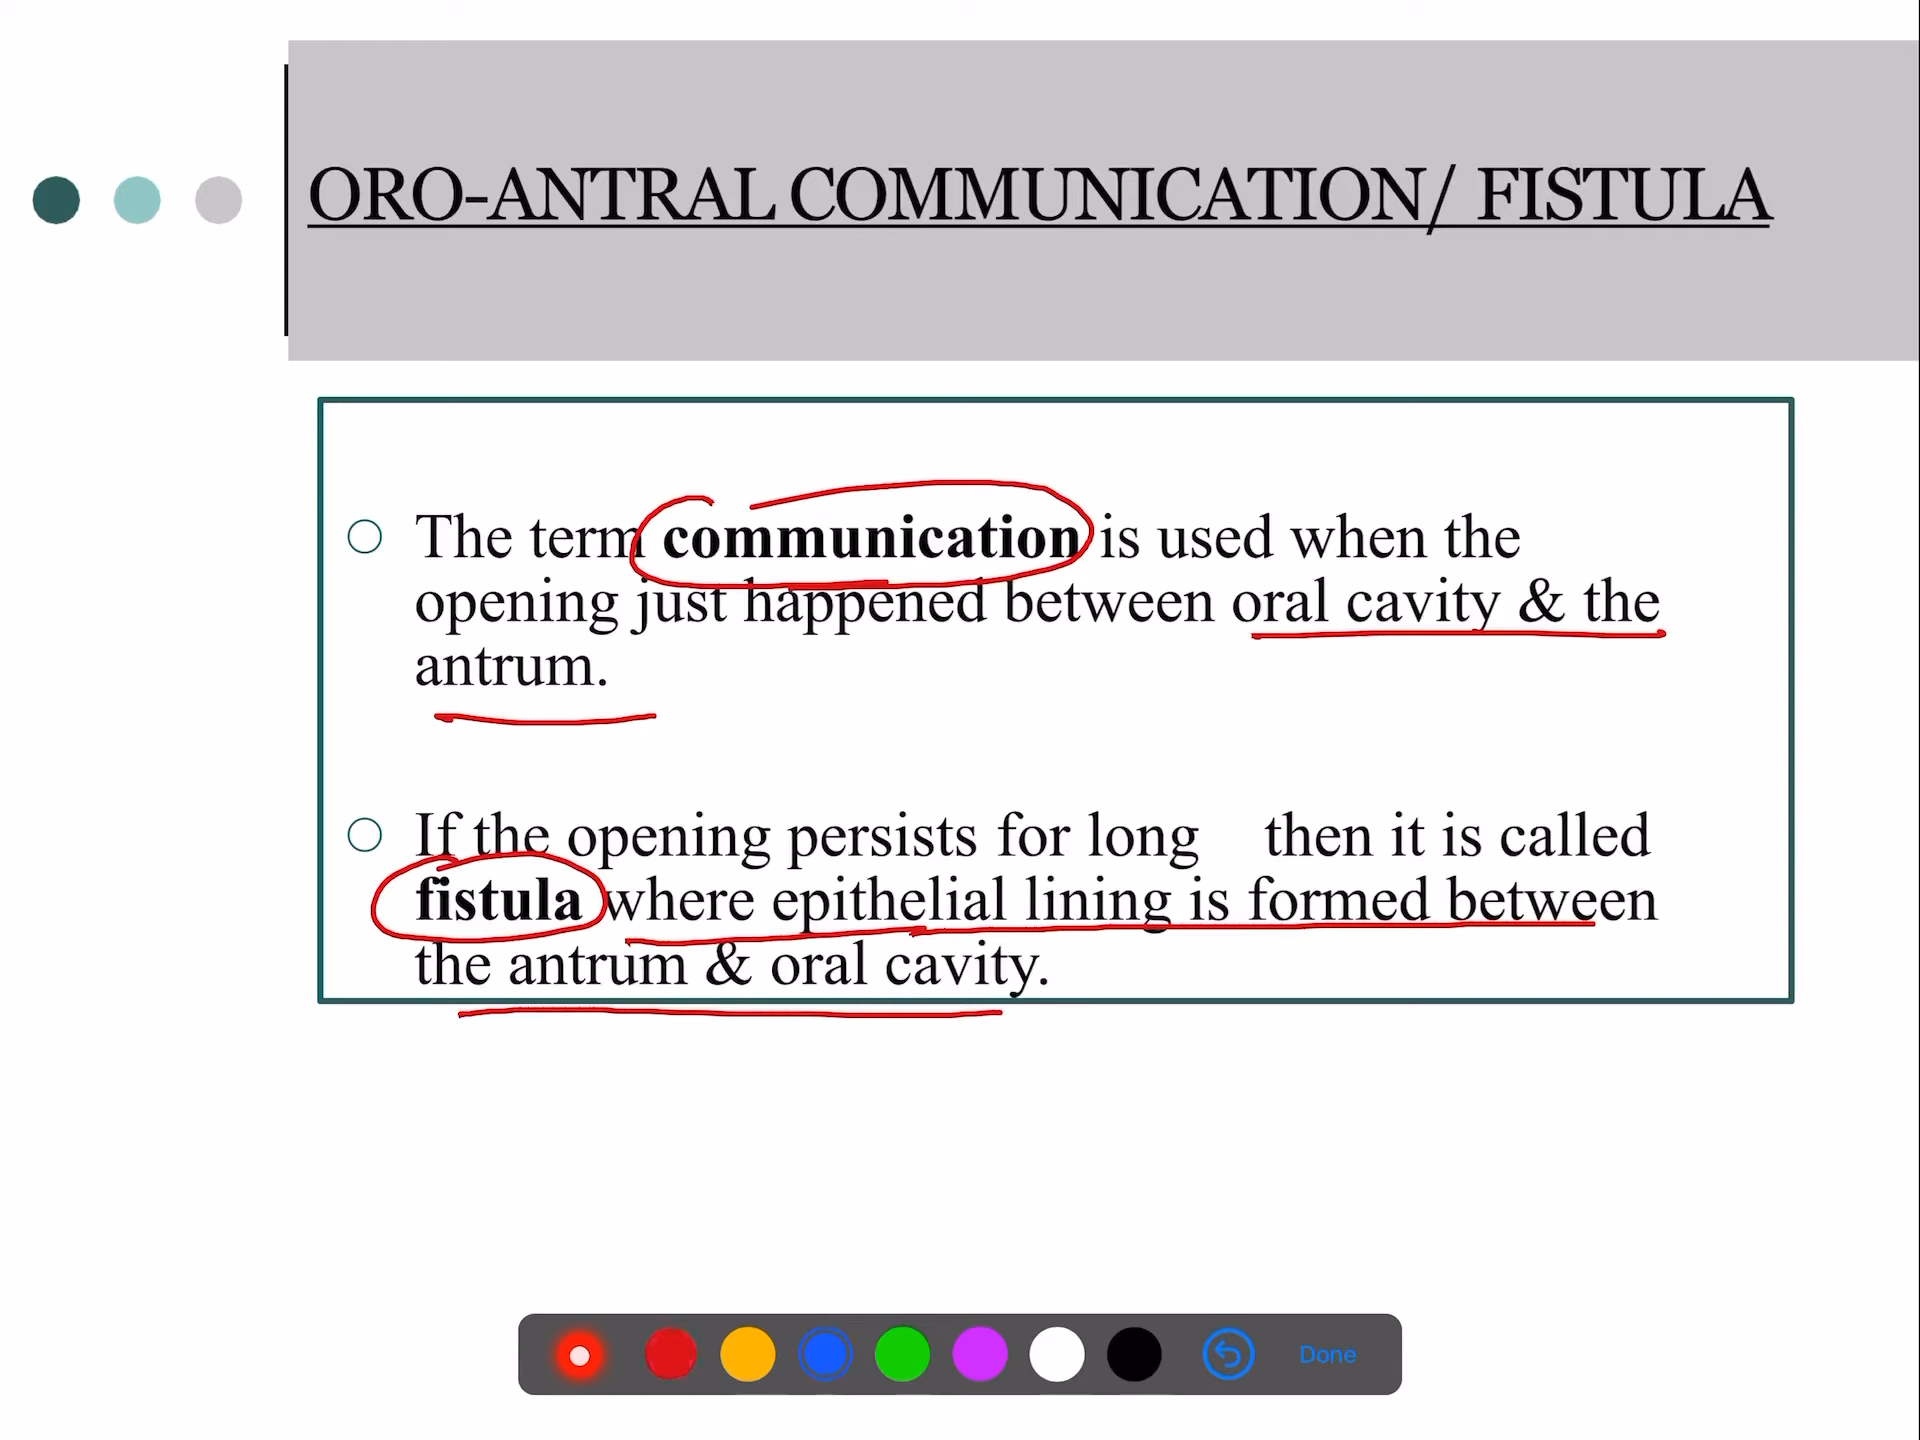 ORO-ANTRAL COMMUNICATION/ FISTULA
The term communication is used when the
opening just happened between oral cavity & the
antrum.
If the opening persists for long then it is called
fistula where epithelial lining is formed between
the antrum & oral cavity.
Done